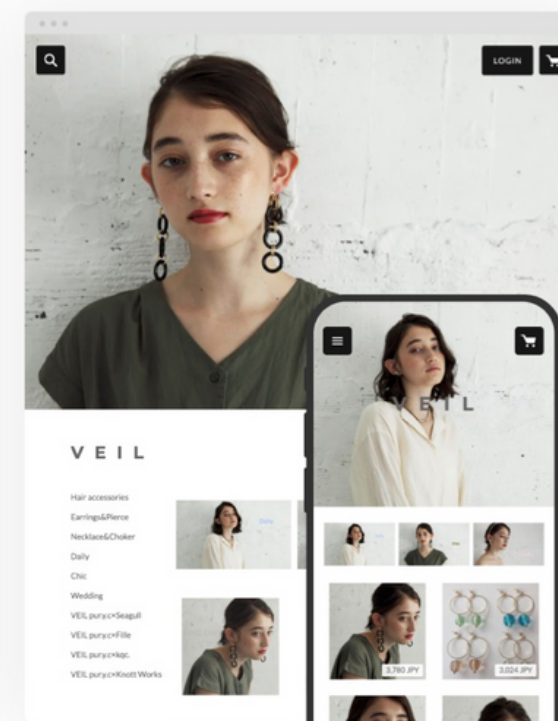 LOGIN
VEIL
Hair accessories
Earrings&Pierce
Necklace&Choker
Daily
Chic
Wedding
VEIL pury.c×Seagull
VEIL pury.c×Fille
VEIL pury.c×kqc.
VEIL pury.c×Knott Works
VEIL
3,780 JPY
3,024 JPY